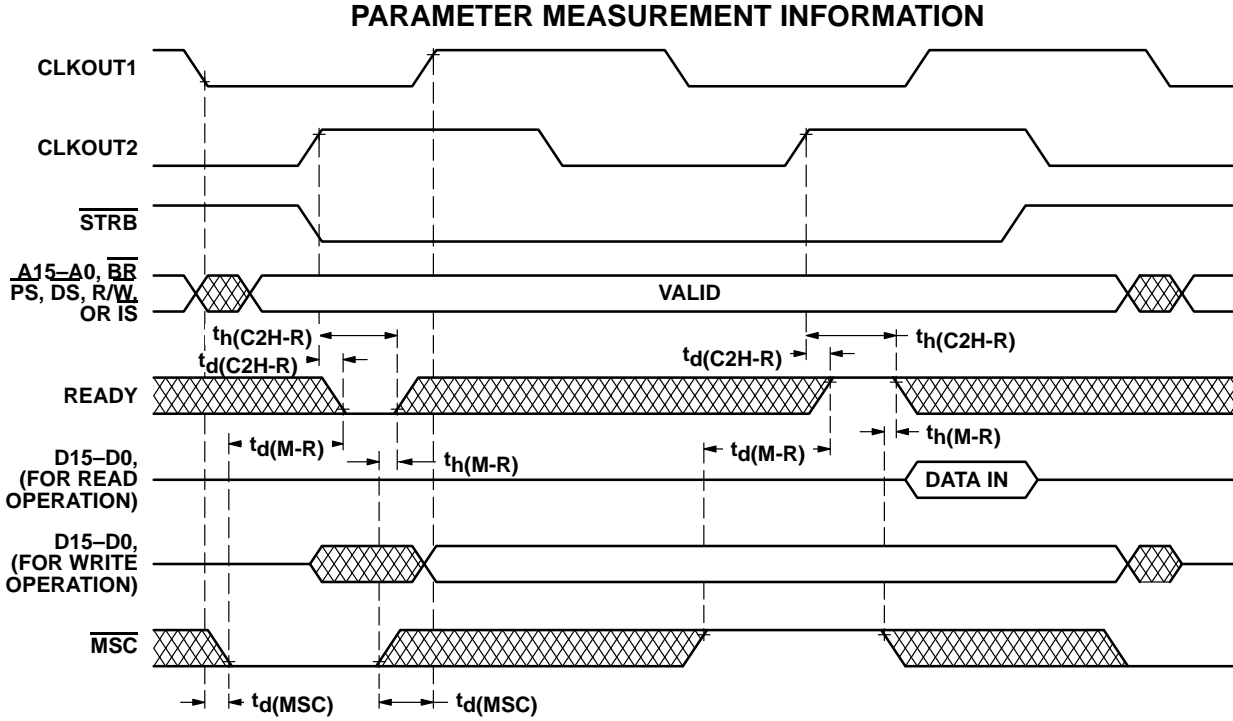 PARAMETER MEASUREMENT INFORMATION
CLKOUT1
CLKOUT2
STRB
A15–A0, BR
PS, DS, R/W,
OR IS
VALID
th(C2H-R)
td(C2H-R)
td(C2H-R)
th(C2H-R)
READY
td(M-R)
th(M-R)
td(M-R)
th(M-R)
D15–D0,
(FOR READ
OPERATION)
DATA IN
D15–D0,
(FOR WRITE
OPERATION)
MSC
td(MSC)
td(MSC)